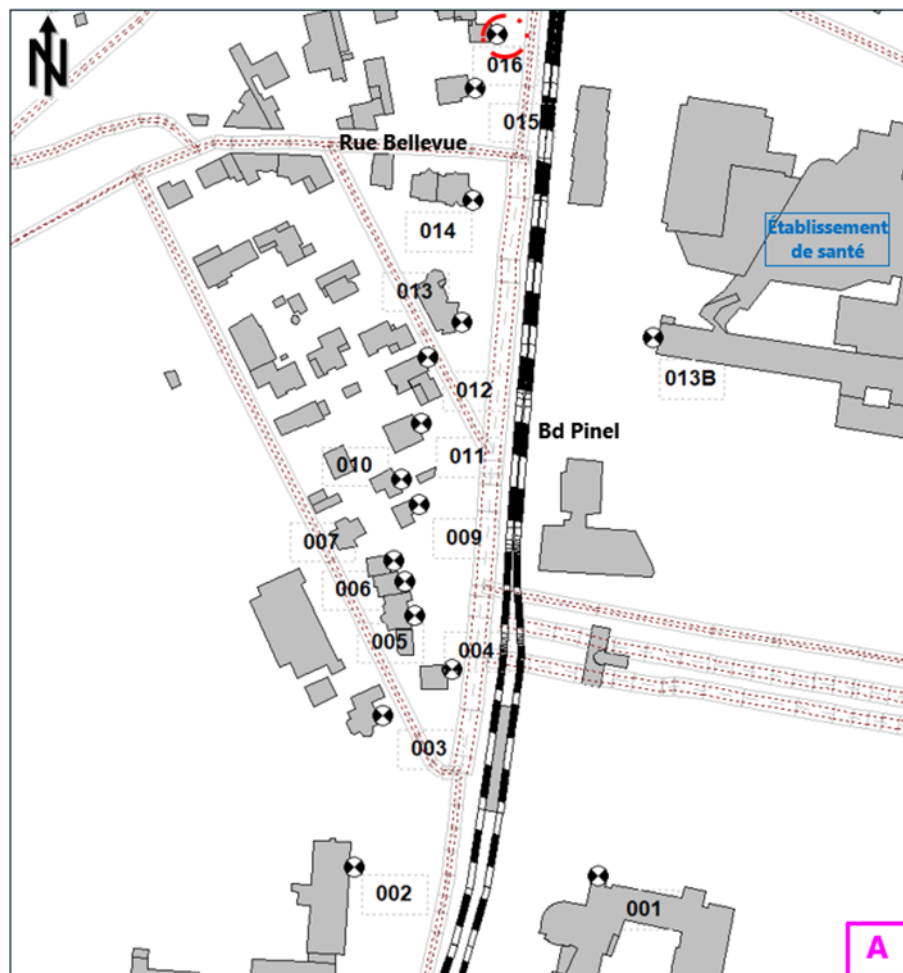 N
016
015
Rue Bellevue
014
Établissement
de santé
013
013B
012
Bd Pinel
011
010
009
007
006
005
004
003
002
001
A